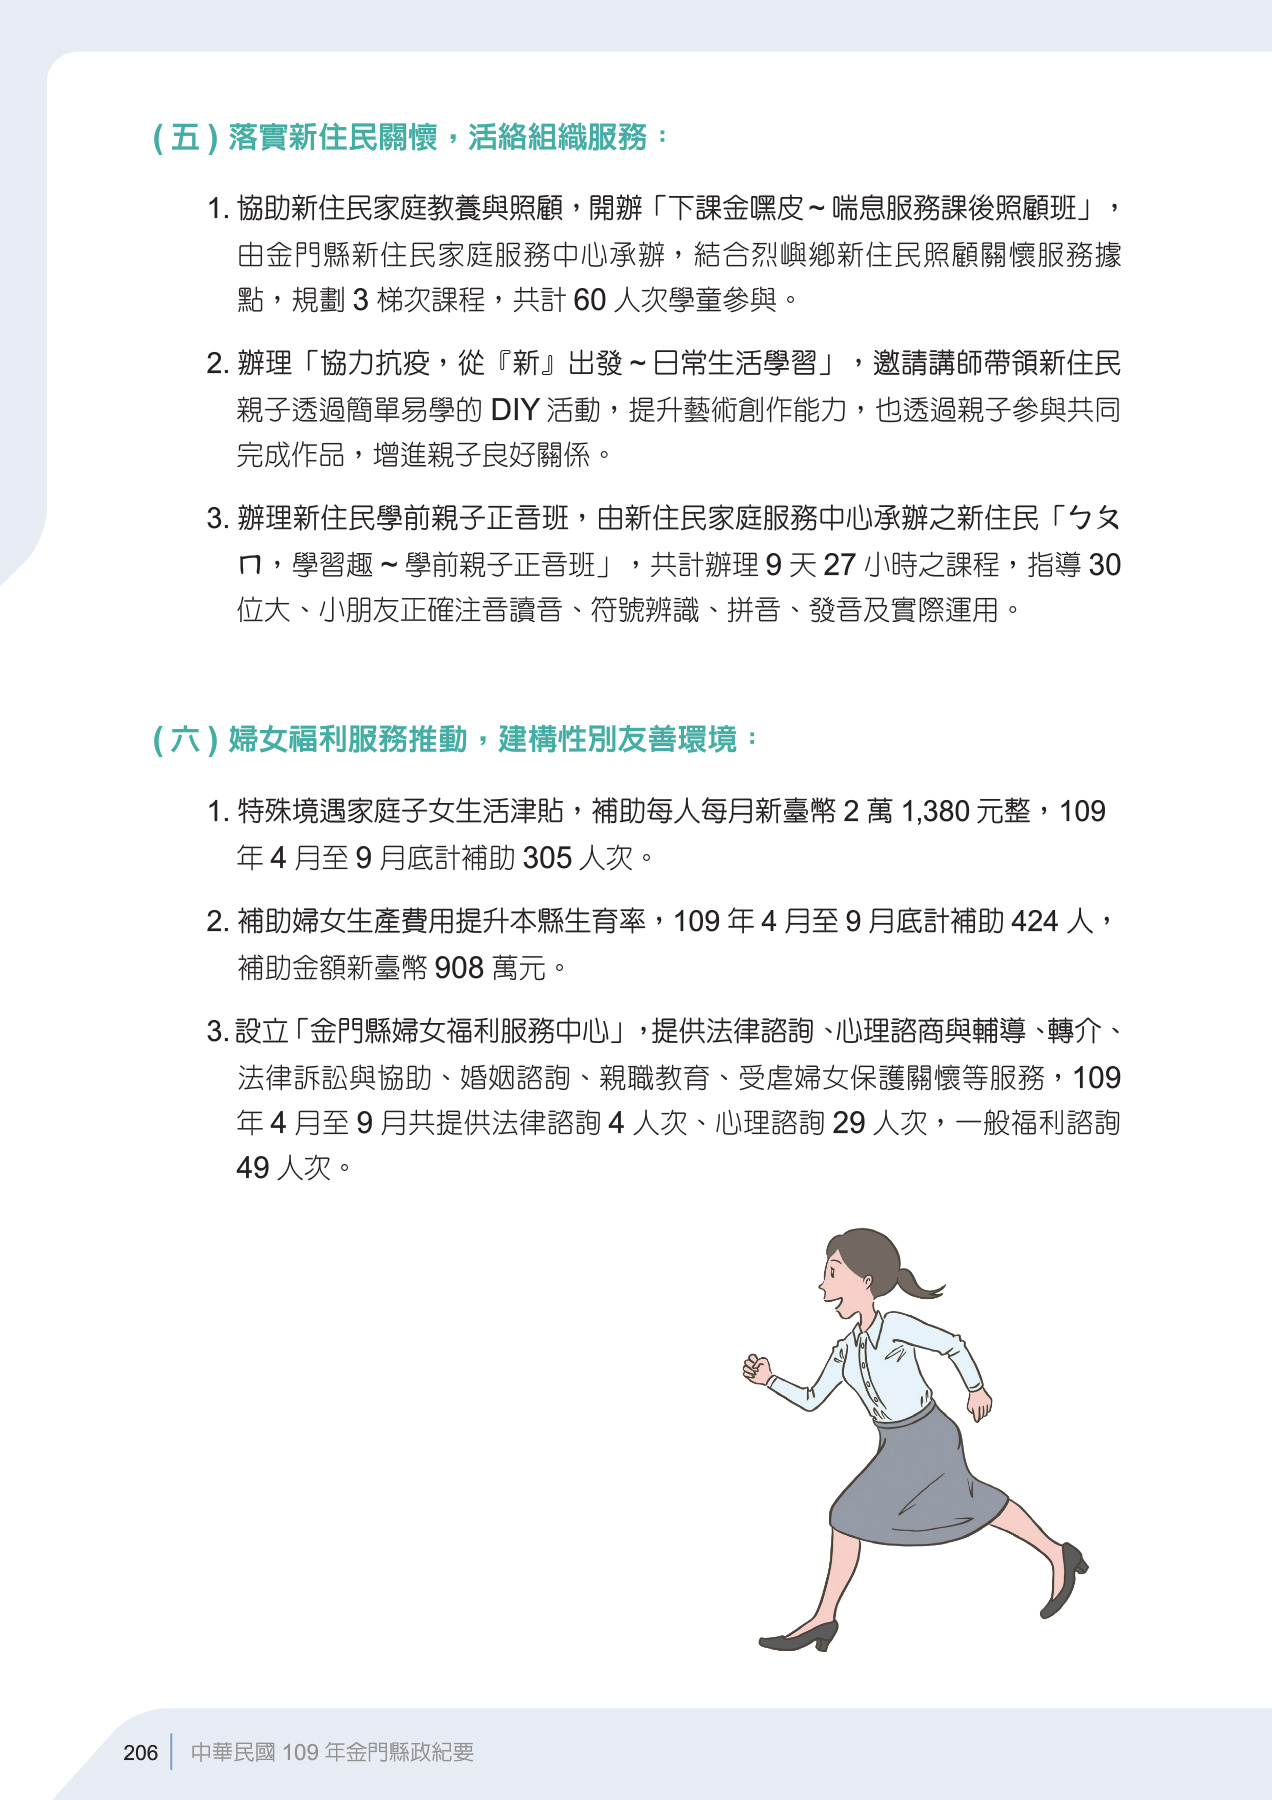 (五)落實新住民關懷，活絡組織服務：
1. 協助新住民家庭教養與照顧，開辦「下課金嘿皮~喘息服務課後照顧班」，
由金門縣新住民家庭服務中心承辦，結合烈嶼鄉新住民照顧關懷服務據
點，規劃 3 梯次課程，共計 60 人次學童參與。
2. 辦理「協力抗疫，從『新』出發~日常生活學習」，邀請講師帶領新住民
親子透過簡單易學的 DIY 活動，提升藝術創作能力，也透過親子參與共同
完成作品，增進親子良好關係。
3. 辦理新住民學前親子正音班，由新住民家庭服務中心承辦之新住民「ㄅㄆ
ㄇ，學習趣~學前親子正音班」，共計辦理 9 天 27 小時之課程，指導 30
位大、小朋友正確注音讀音、符號辨識、拼音、發音及實際運用。
(六)婦女福利服務推動，建構性別友善環境：
1. 特殊境遇家庭子女生活津貼，補助每人每月新臺幣 2 萬 1,380 元整，109
年 4 月至 9 月底計補助 305 人次。
2. 補助婦女生產費用提升本縣生育率，109 年 4 月至 9 月底計補助 424 人，
補助金額新臺幣 908 萬元。
3. 設立「金門縣婦女福利服務中心」，提供法律諮詢、心理諮商與輔導、轉介、
法律訴訟與協助、婚姻諮詢、親職教育、受虐婦女保護關懷等服務，109
年 4 月至 9 月共提供法律諮詢 4 人次、心理諮詢 29 人次，一般福利諮詢
49 人次。
206 中華民國 109 年金門縣政紀要